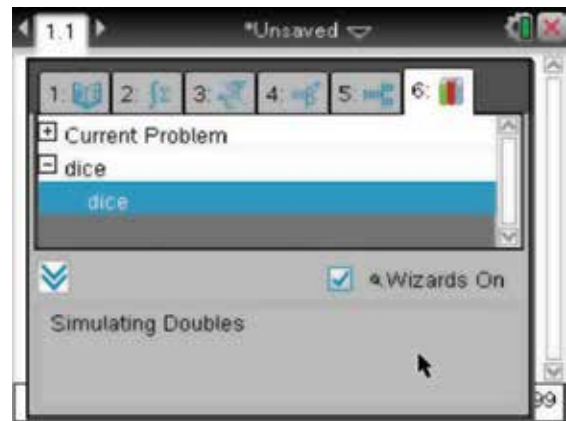 1.1 *Unsaved
1: 2: ∫Σ 3: 4: 5: 6:
Current Problem
dice
dice
Wizards On
Simulating Doubles
99